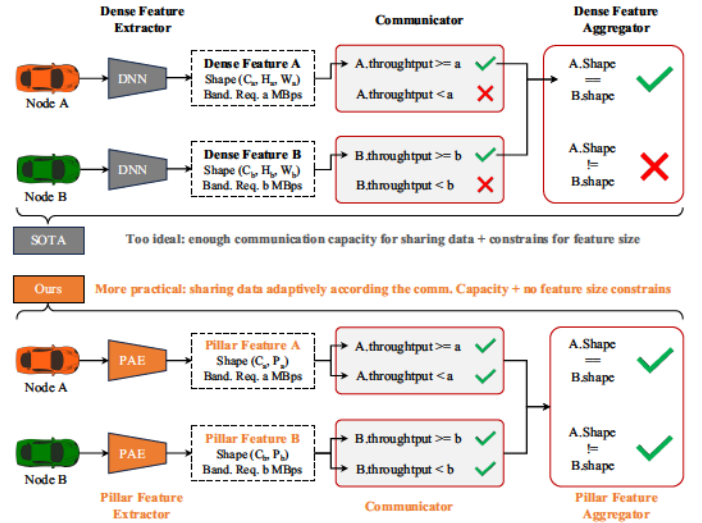 Dense Feature
Extractor
Communicator
Dense Feature
Aggregator
Node A
DNN
Dense Feature A
Shape (Ca, Ha, Wa)
Band. Req. a MBps
A.throughtput >= a
A.throughtput < a
A.Shape
==
B.shape
Node B
DNN
Dense Feature B
Shape (Cb, Hb, Wb)
Band. Req. b MBps
B.throughtput >= b
B.throughtput < b
A.Shape
!=
B.shape
SOTA
Too ideal: enough communication capacity for sharing data + constrains for feature size
Ours
More practical: sharing data adaptively according the comm. Capacity + no feature size constrains
Node A
PAE
Pillar Feature A
Shape (Ca, Pa)
Band. Req. a MBps
A.throughtput >= a
A.throughtput < a
A.Shape
==
B.shape
Node B
PAE
Pillar Feature B
Shape (Cb, Pb)
Band. Req. b MBps
B.throughtput >= b
B.throughtput < b
A.Shape
!=
B.shape
Pillar Feature
Extractor
Communicator
Pillar Feature
Aggregator